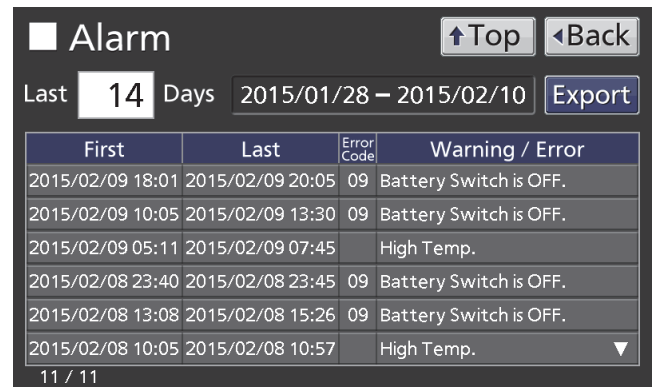 Alarm
Top
Back
Last 14 Days 2015/01/28 – 2015/02/10 Export
First Last Error Code Warning / Error
2015/02/09 18:01 2015/02/09 20:05 09 Battery Switch is OFF.
2015/02/09 10:05 2015/02/09 13:30 09 Battery Switch is OFF.
2015/02/09 05:11 2015/02/09 07:45 High Temp.
2015/02/08 23:40 2015/02/08 23:45 09 Battery Switch is OFF.
2015/02/08 13:08 2015/02/08 15:26 09 Battery Switch is OFF.
2015/02/08 10:05 2015/02/08 10:57 High Temp.
11 / 11